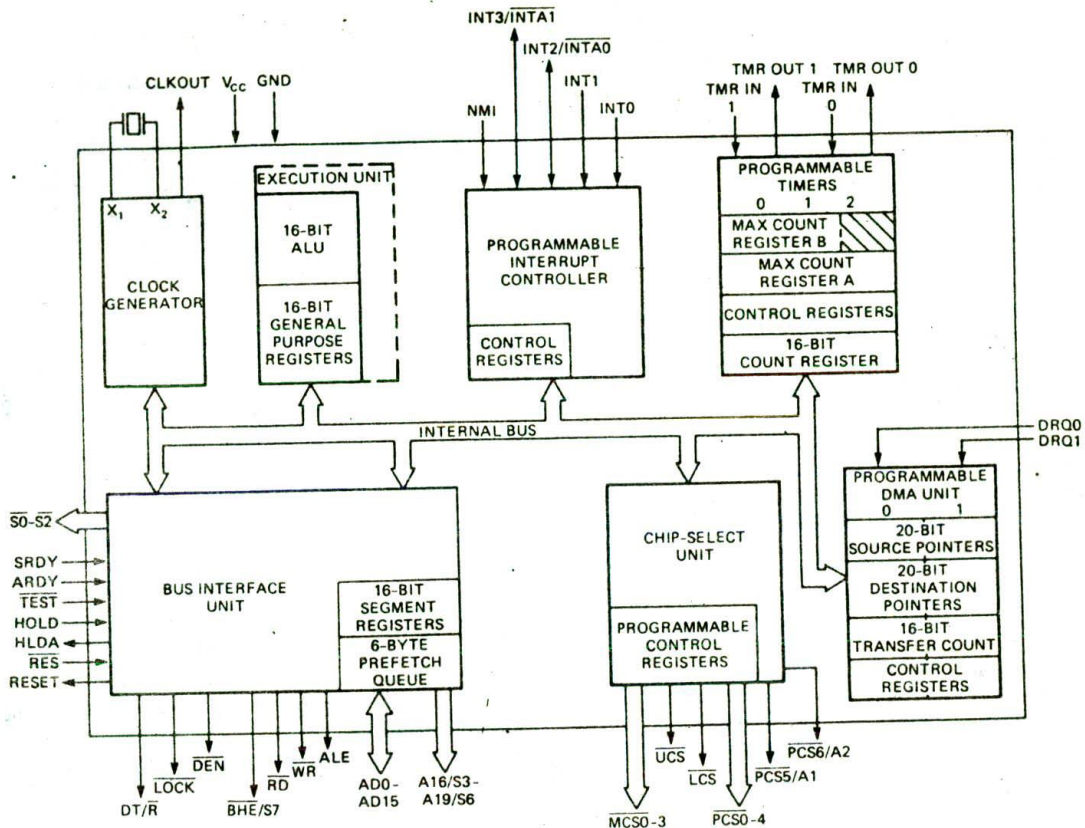 INT3/INTA1
INT2/INTA0
INT1
INT0
NMI
CLKOUT
VCC
GND
TMR OUT 1
TMR OUT 0
TMR IN
1
TMR IN
0
X1
X2
CLOCK
GENERATOR
EXECUTION UNIT
16-BIT
ALU
16-BIT
GENERAL
PURPOSE
REGISTERS
PROGRAMMABLE
INTERRUPT
CONTROLLER
CONTROL
REGISTERS
PROGRAMMABLE
TIMERS
0 1 2
MAX COUNT
REGISTER B
MAX COUNT
REGISTER A
CONTROL REGISTERS
16-BIT
COUNT REGISTER
INTERNAL BUS
DRQ0
DRQ1
PROGRAMMABLE
DMA UNIT
0 1
20-BIT
SOURCE POINTERS
20-BIT
DESTINATION
POINTERS
16-BIT
TRANSFER COUNT
CONTROL
REGISTERS
S0-S2
SRDY
ARDY
TEST
HOLD
HLDA
RES
RESET
BUS INTERFACE
UNIT
16-BIT
SEGMENT
REGISTERS
6-BYTE
PREFETCH
QUEUE
CHIP-SELECT
UNIT
PROGRAMMABLE
CONTROL
REGISTERS
DT/R
LOCK
DEN
BHE/S7
RD
WR
ALE
AD0-
AD15
A16/S3-
A19/S6
MCS0-3
UCS
LCS
PCS0-4
PCS5/A1
PCS6/A2